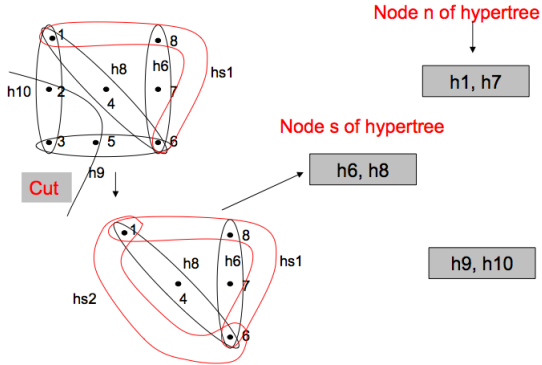 Node n of hypertree
1
8
h8
h6
hs1
h1, h7
h10
2
4
7
Node s of hypertree
3
5
6
h9
h6, h8
Cut
1
8
h8
h6
hs1
h9, h10
hs2
4
7
6